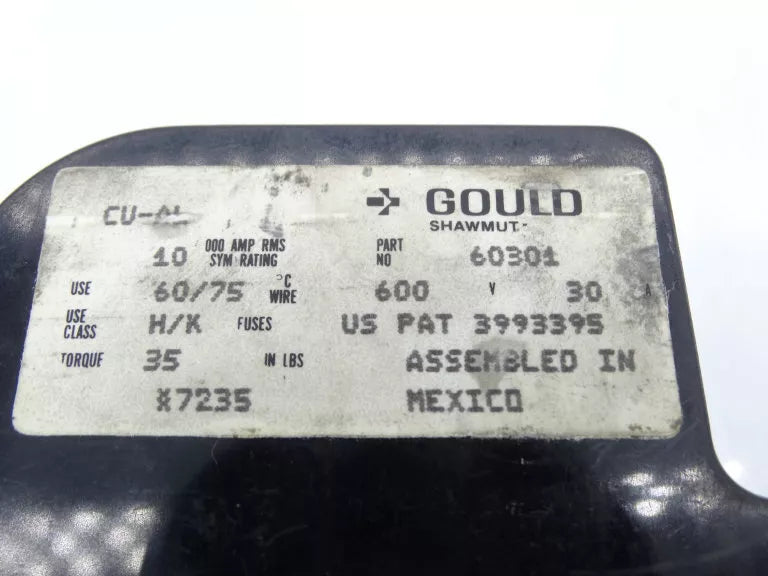 CU-AL
GOULD
SHAWMUT
10 000 AMP RMS SYM RATING PART NO 60301
USE 60/75 °C WIRE 600 V 30 A
USE CLASS H/K FUSES US PAT 3993395
TORQUE 35 IN LBS ASSEMBLED IN
X7235 MEXICO